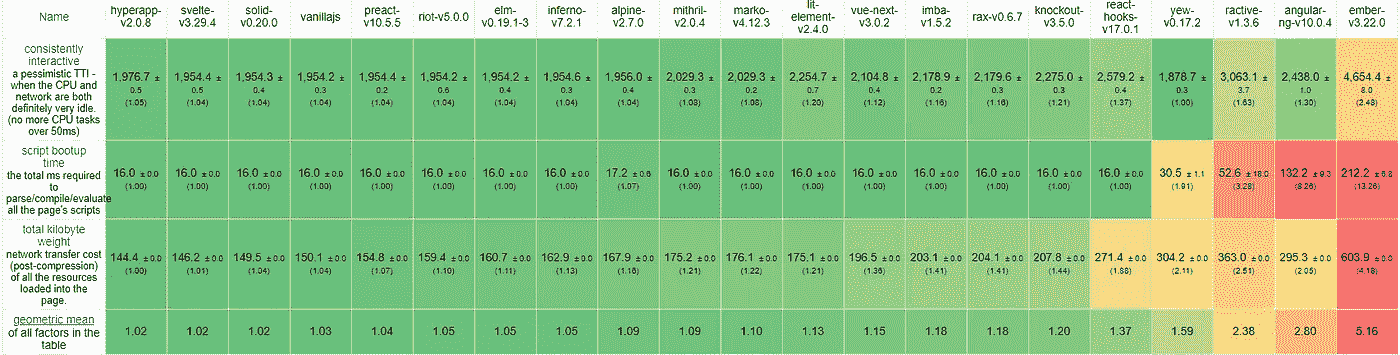 Name hyperapp-v2.0.8 svelte-v3.29.4 solid-v0.20.0 vanillajs preact-v10.5.5 riot-v5.0.0 elm-v0.19.1-3 inferno-v7.2.1 alpine-v2.7.0 mithril-v2.0.4 marko-v4.12.3 lit-element-v2.4.0 vue-next-v3.0.2 imba-v1.5.2 rax-v0.6.7 knockout-v3.5.0 react-hooks-v17.0.1 yew-v0.17.2 ractive-v1.3.6 angular-ng-v10.0.4 ember-v3.22.0
consistently
interactive
a pessimistic TTI -
when the CPU and
network are both
definitely very idle.
(no more CPU tasks
over 50ms)
1,976.7 ± 1,954.4 ± 1,954.3 ± 1,954.2 ± 1,954.4 ± 1,954.2 ± 1,954.2 ± 1,954.6 ± 1,956.0 ± 2,029.3 ± 2,029.3 ± 2,254.7 ± 2,104.8 ± 2,178.9 ± 2,179.6 ± 2,275.0 ± 2,579.2 ± 1,878.7 ± 3,063.1 ± 2,438.0 ± 4,654.4 ±
0.5 0.5 0.4 0.3 0.2 0.6 0.4 0.3 0.4 0.3 0.2 0.7 0.4 0.2 0.3 0.3 0.4 0.3 3.7 1.0 8.0
(1.05) (1.04) (1.04) (1.04) (1.04) (1.04) (1.04) (1.04) (1.04) (1.08) (1.08) (1.20) (1.12) (1.16) (1.16) (1.21) (1.37) (1.00) (1.63) (1.30) (2.48)
script bootup
time
the total ms required
to
parse/compile/evaluate
all the page's scripts
16.0 ± 0.0 16.0 ± 0.0 16.0 ± 0.0 16.0 ± 0.0 16.0 ± 0.0 16.0 ± 0.0 16.0 ± 0.0 16.0 ± 0.0 17.2 ± 0.6 16.0 ± 0.0 16.0 ± 0.0 16.0 ± 0.0 16.0 ± 0.0 16.0 ± 0.0 16.0 ± 0.0 16.0 ± 0.0 16.0 ± 0.0 30.5 ± 1.1 52.6 ± 18.0 132.2 ± 9.3 212.2 ± 6.8
(1.00) (1.00) (1.00) (1.00) (1.00) (1.00) (1.00) (1.00) (1.07) (1.00) (1.00) (1.00) (1.00) (1.00) (1.00) (1.00) (1.00) (1.91) (3.28) (8.26) (13.26)
total kilobyte
weight
network transfer cost
(post-compression)
of all the resources
loaded into the
page.
144.4 ± 0.0 146.2 ± 0.0 149.5 ± 0.0 150.1 ± 0.0 154.8 ± 0.0 159.4 ± 0.0 160.7 ± 0.0 162.9 ± 0.0 167.9 ± 0.0 175.2 ± 0.0 176.1 ± 0.0 175.1 ± 0.0 196.5 ± 0.0 203.1 ± 0.0 204.1 ± 0.0 207.8 ± 0.0 271.4 ± 0.0 304.2 ± 0.0 363.0 ± 0.0 295.3 ± 0.0 603.9 ± 0.0
(1.00) (1.01) (1.04) (1.04) (1.07) (1.10) (1.11) (1.13) (1.16) (1.21) (1.22) (1.21) (1.36) (1.41) (1.41) (1.44) (1.88) (2.11) (2.51) (2.05) (4.18)
geometric mean
of all factors in the
table
1.02 1.02 1.02 1.03 1.04 1.05 1.05 1.05 1.09 1.09 1.10 1.13 1.15 1.18 1.18 1.20 1.37 1.59 2.38 2.80 5.16